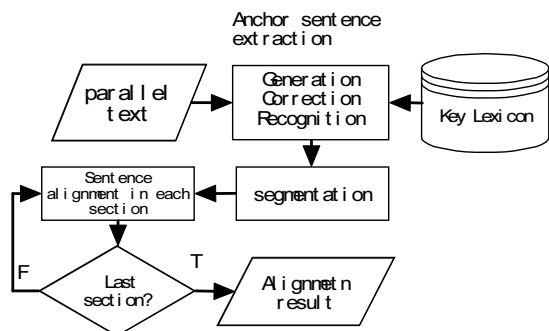 Anchor sentence
extraction
parallel
text
Generation
Correction
Recognition
Key Lexicon
Sentence
alignment in each
section
segmentation
F
Last
section?
T
Alignmetn
result